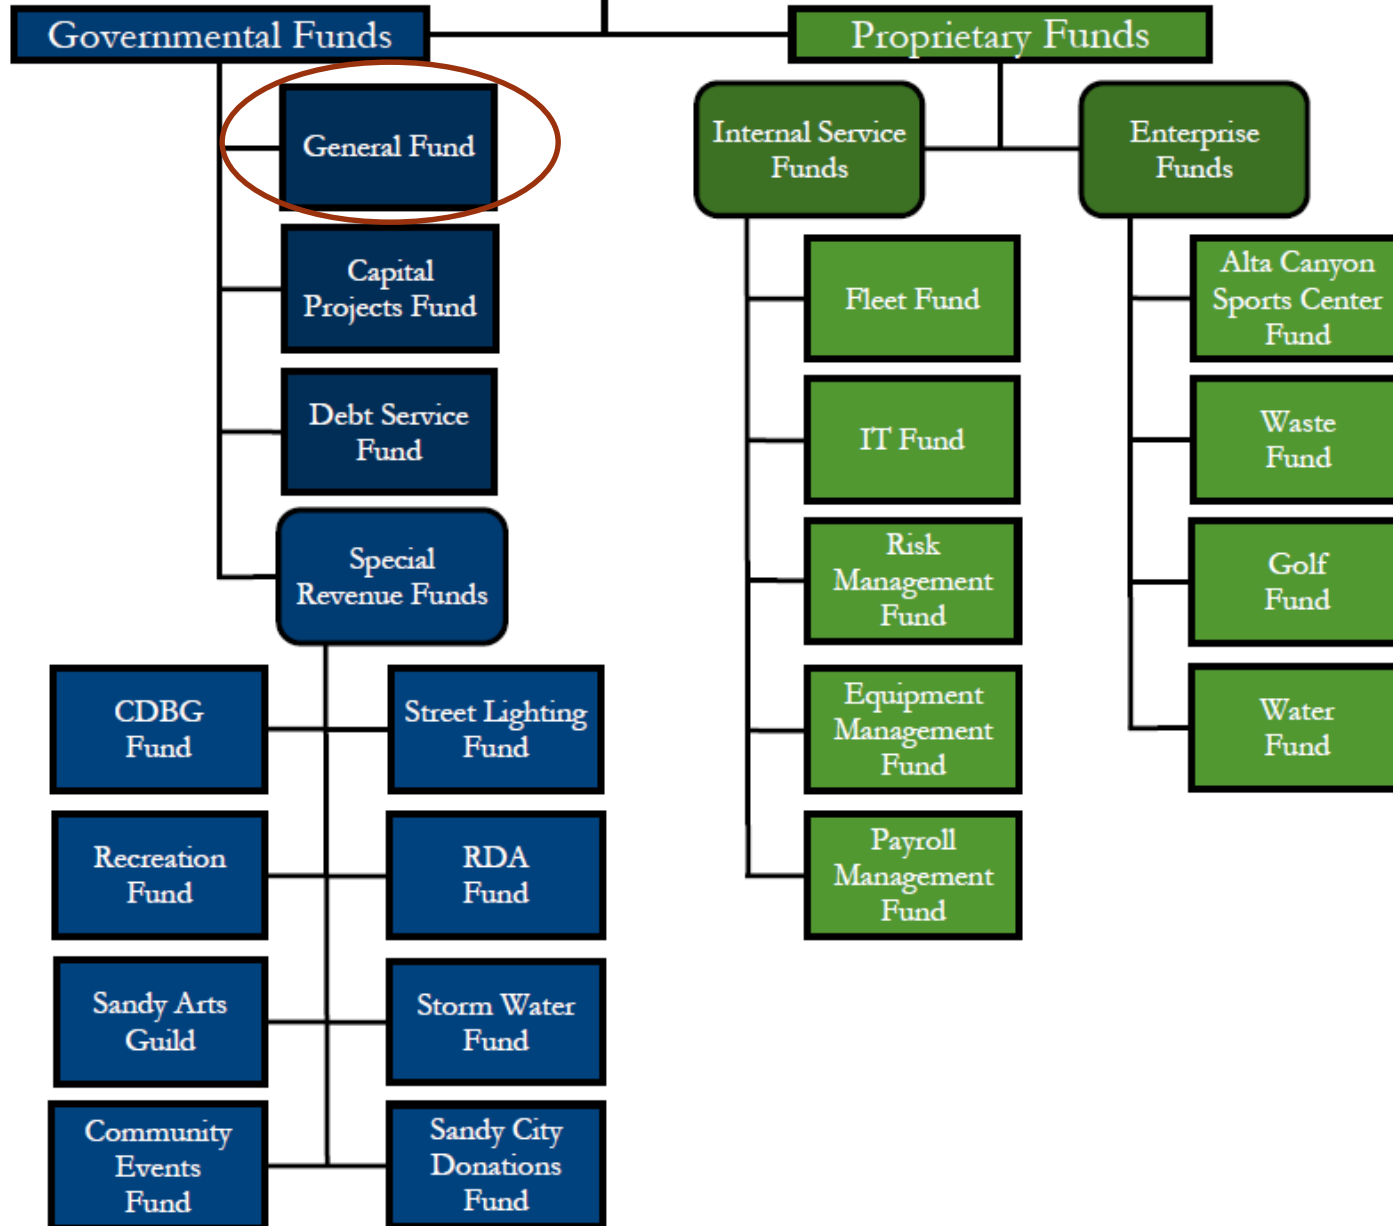 Governmental Funds
Proprietary Funds
General Fund
Capital
Projects Fund
Debt Service
Fund
Special
Revenue Funds
CDBG
Fund
Street Lighting
Fund
Recreation
Fund
RDA
Fund
Sandy Arts
Guild
Storm Water
Fund
Community
Events
Fund
Sandy City
Donations
Fund
Internal Service
Funds
Fleet Fund
IT Fund
Risk
Management
Fund
Equipment
Management
Fund
Payroll
Management
Fund
Enterprise
Funds
Alta Canyon
Sports Center
Fund
Waste
Fund
Golf
Fund
Water
Fund